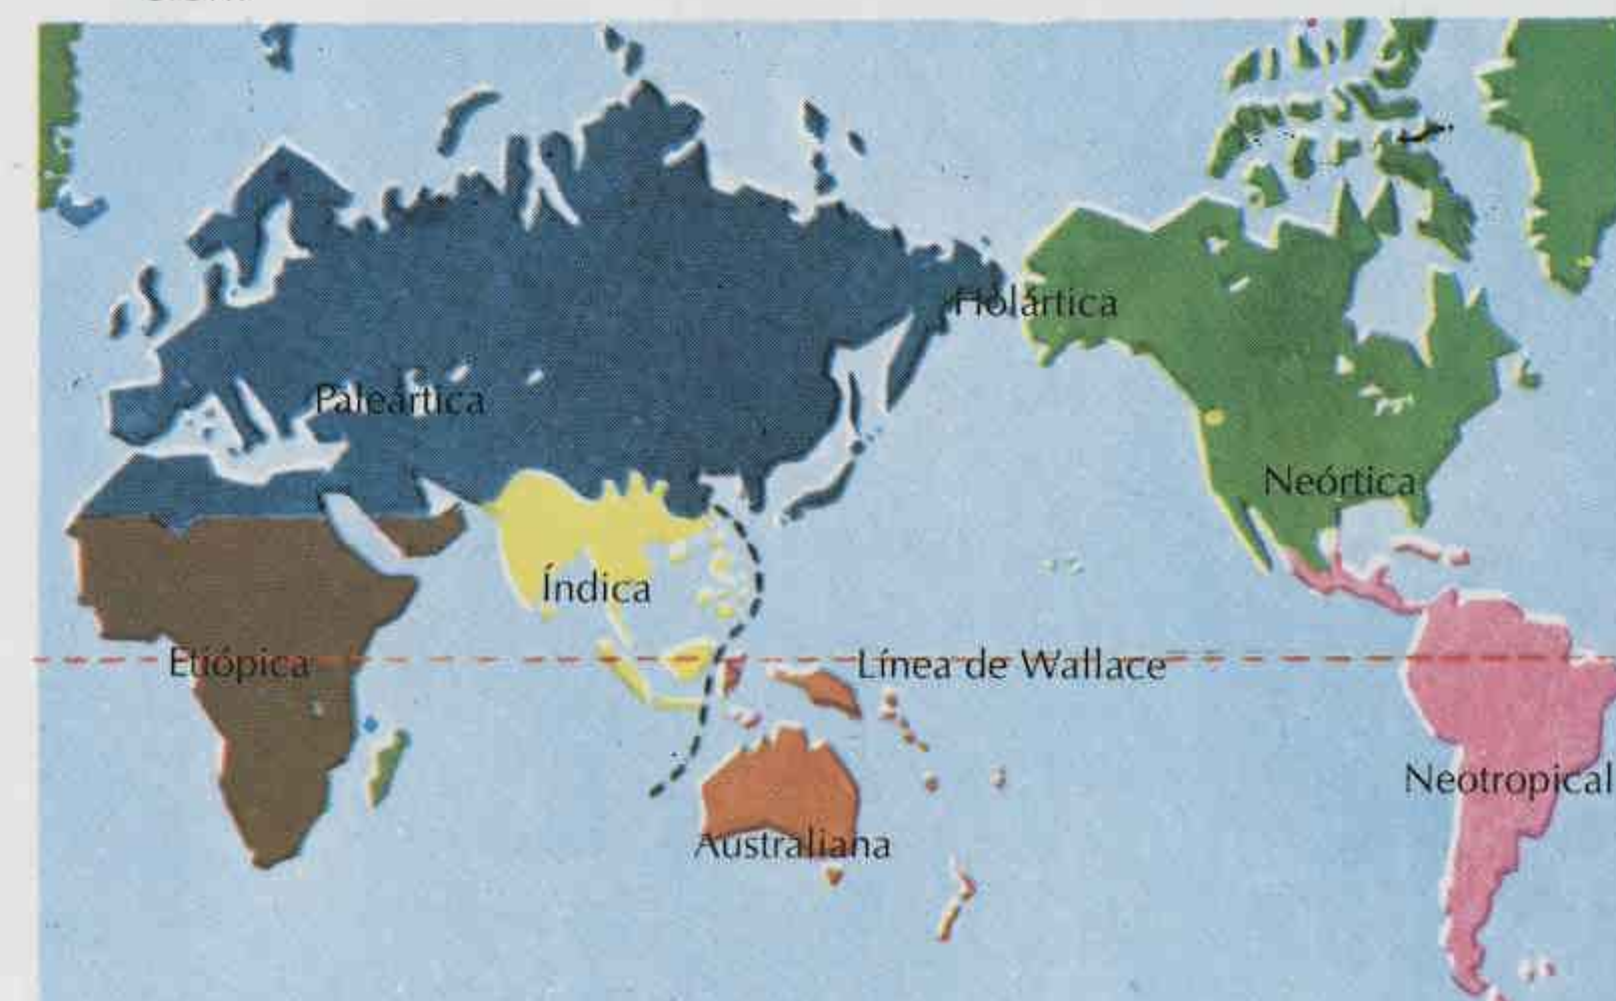 Holártica
Paleártica
Neórtica
Índica
Etiópica
Línea de Wallace
Neotropical
Australiana